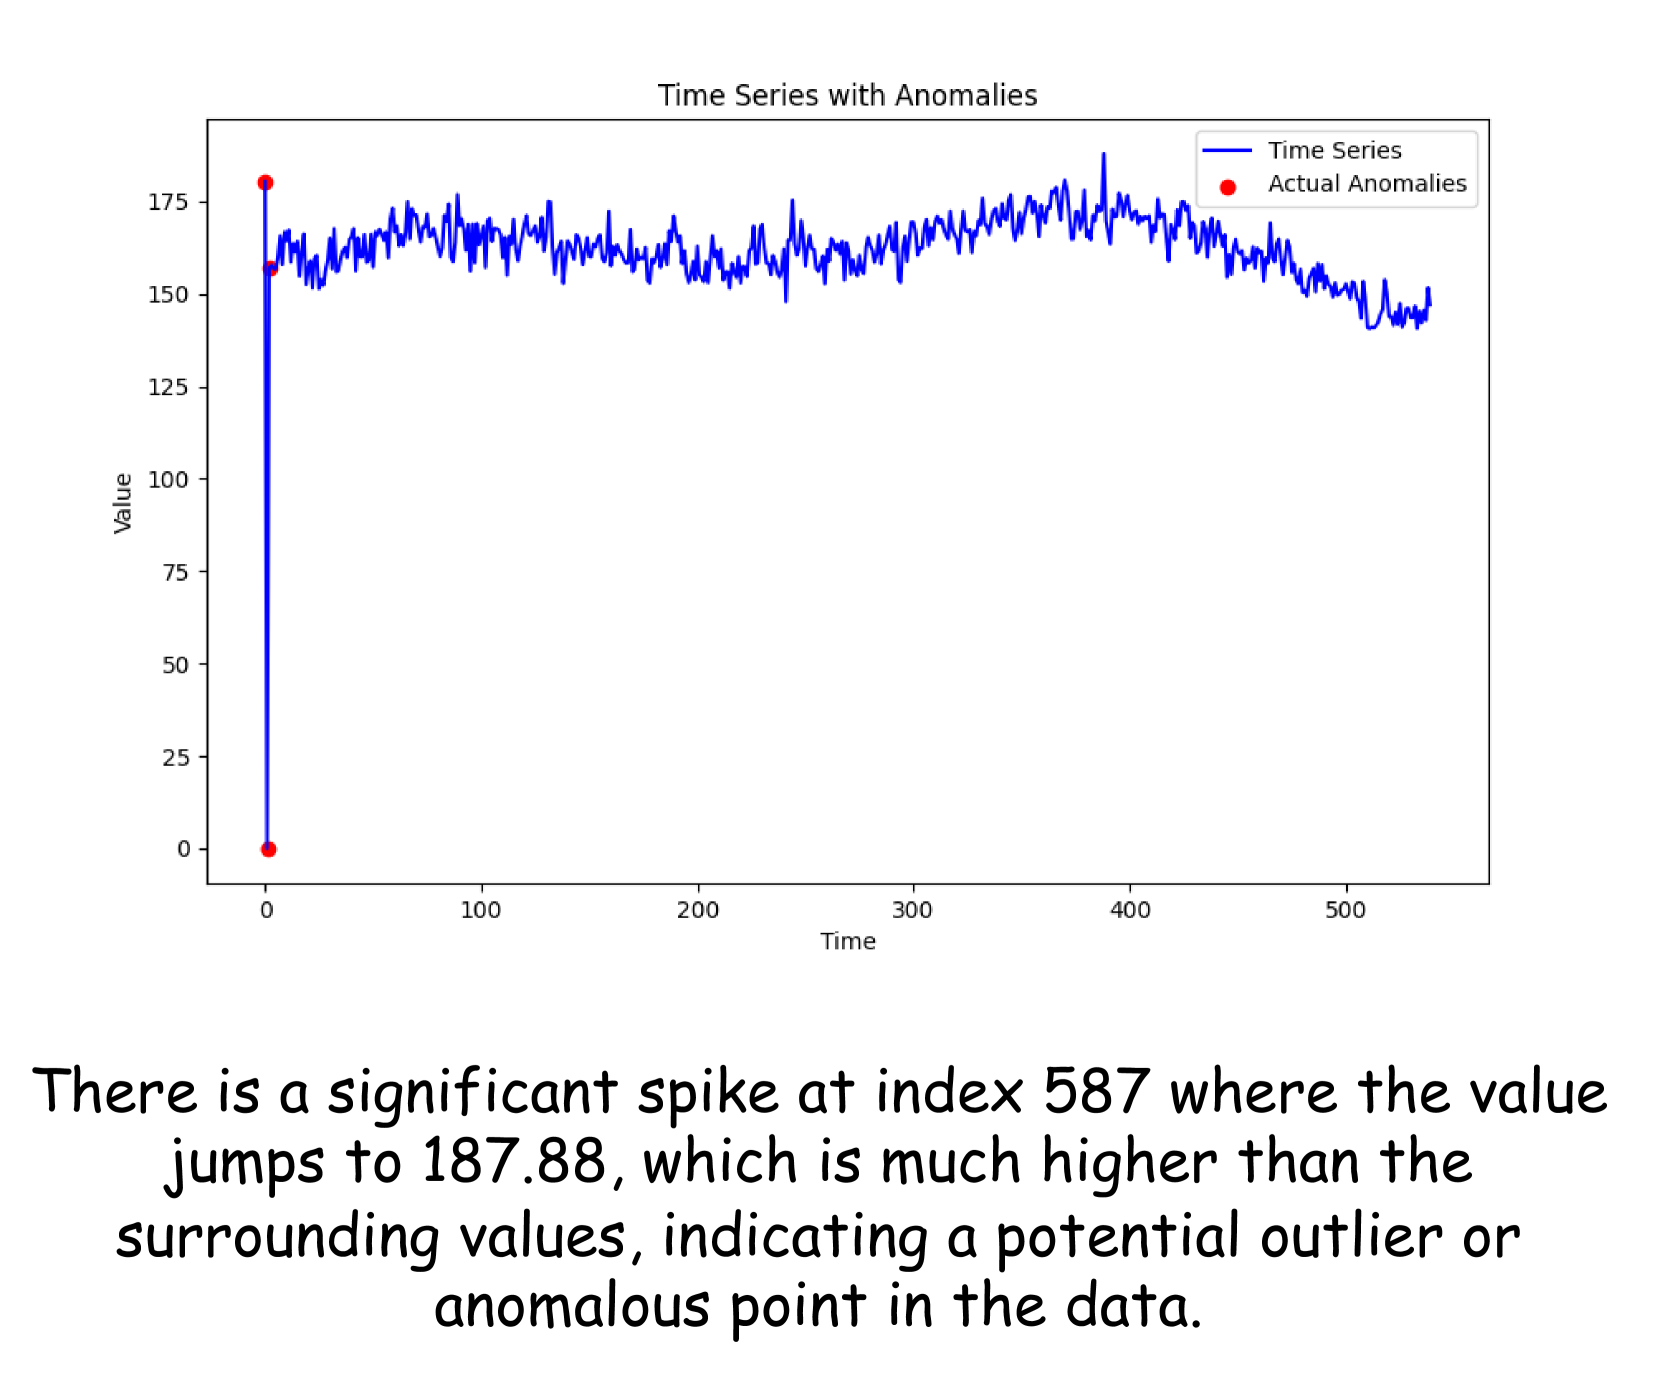 Time Series with Anomalies
Time Series
Actual Anomalies
175
150
125
100
75
50
25
0
Value
0 100 200 300 400 500
Time
There is a significant spike at index 587 where the value
jumps to 187.88, which is much higher than the
surrounding values, indicating a potential outlier or
anomalous point in the data.